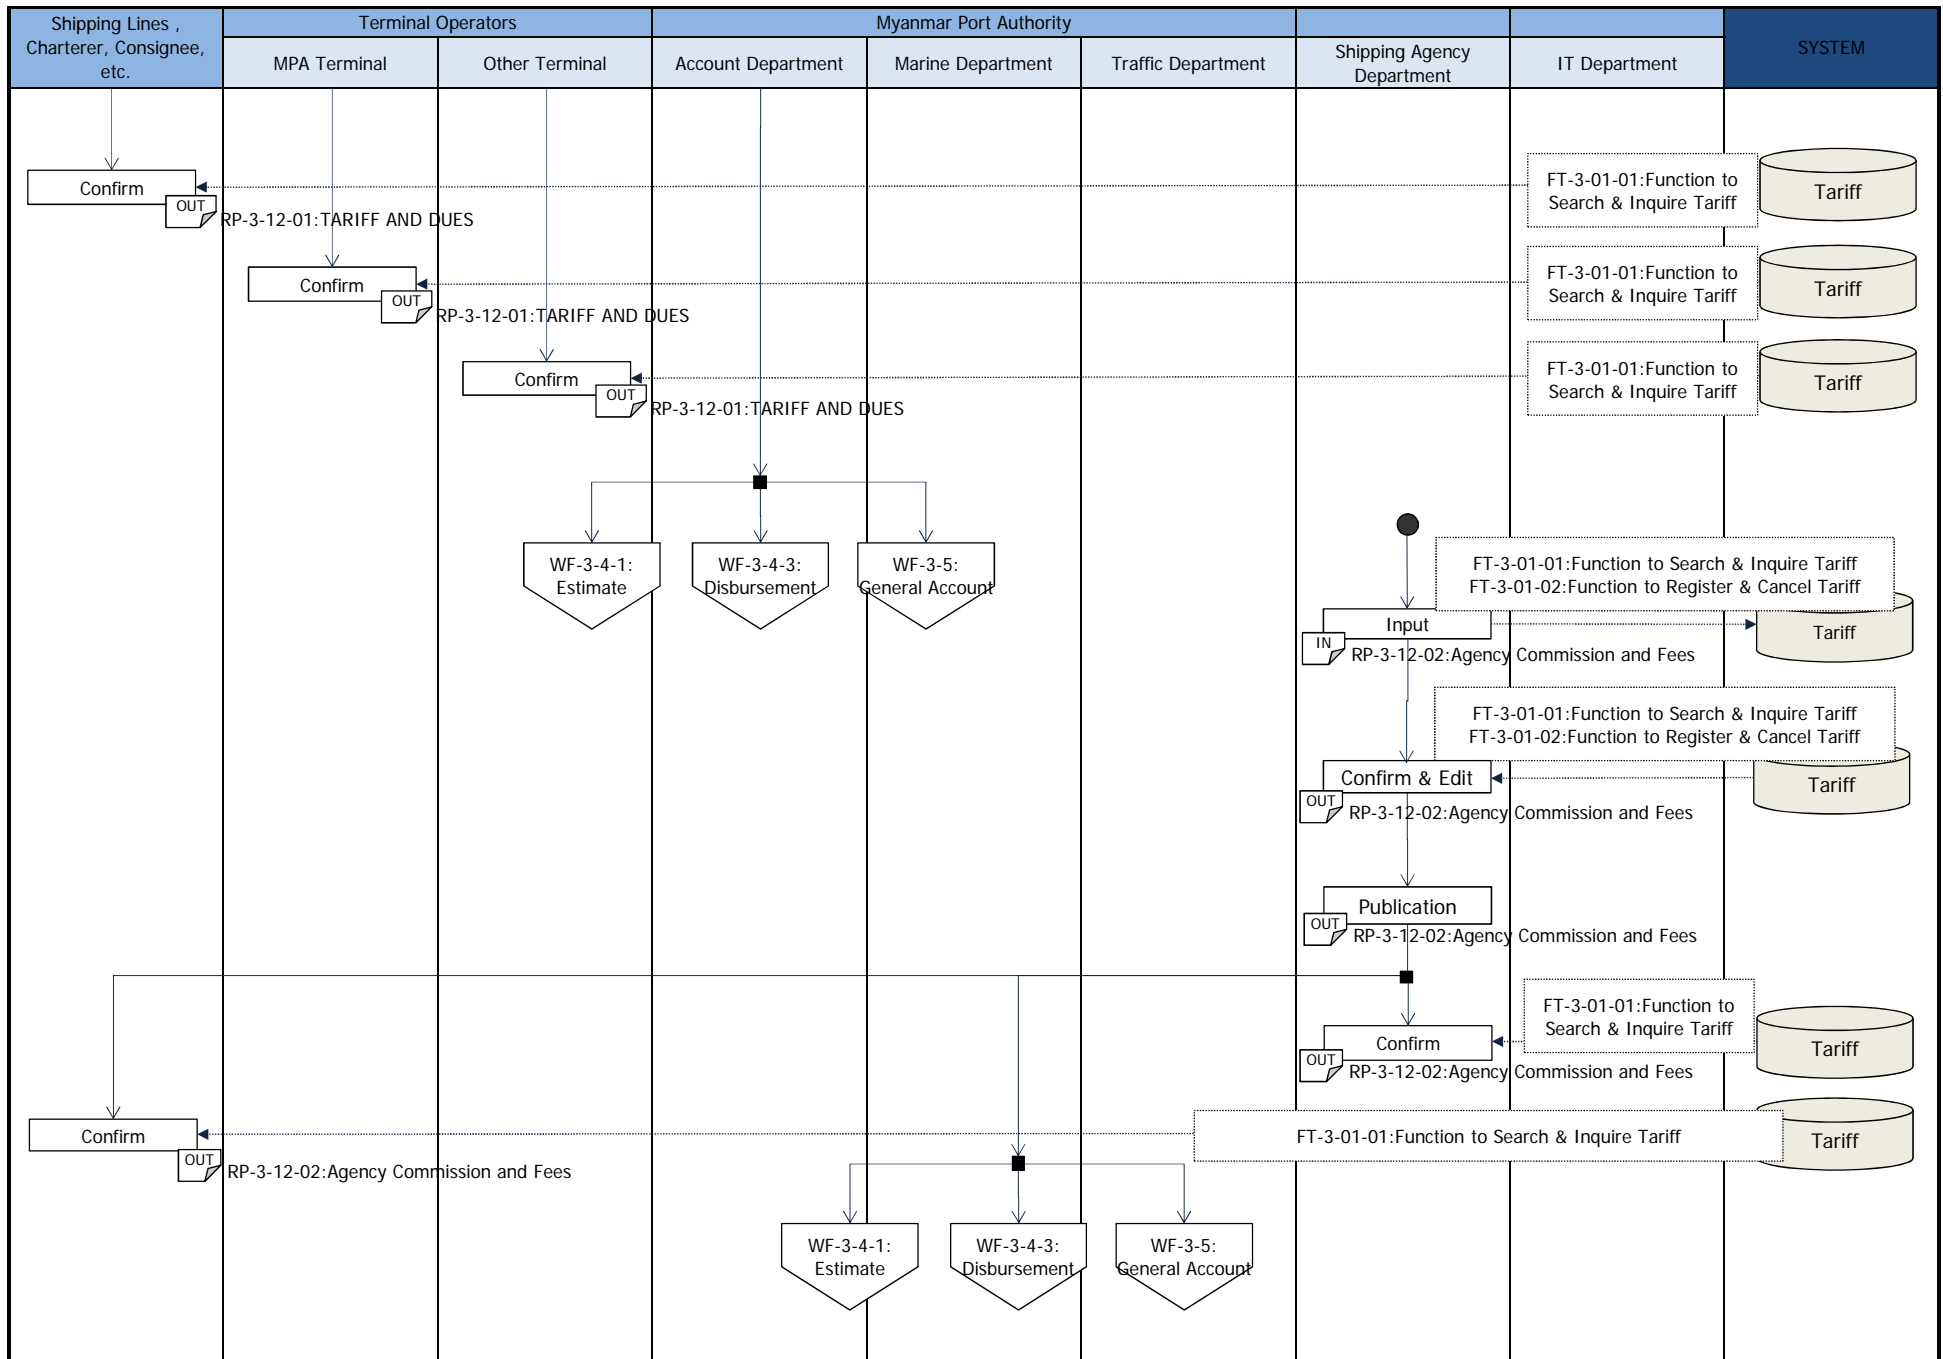 Shipping Lines ,
Charterer, Consignee,
etc.
Terminal Operators
Myanmar Port Authority
SYSTEM
MPA Terminal
Other Terminal
Account Department
Marine Department
Traffic Department
Shipping Agency
Department
IT Department
Confirm
OUT
RP-3-12-01:TARIFF AND DUES
FT-3-01-01:Function to
Search & Inquire Tariff
Tariff
Confirm
OUT
RP-3-12-01:TARIFF AND DUES
FT-3-01-01:Function to
Search & Inquire Tariff
Tariff
Confirm
OUT
RP-3-12-01:TARIFF AND DUES
FT-3-01-01:Function to
Search & Inquire Tariff
Tariff
WF-3-4-1:
Estimate
WF-3-4-3:
Disbursement
WF-3-5:
General Account
FT-3-01-01:Function to Search & Inquire Tariff
FT-3-01-02:Function to Register & Cancel Tariff
Input
IN
RP-3-12-02:Agency Commission and Fees
Tariff
FT-3-01-01:Function to Search & Inquire Tariff
FT-3-01-02:Function to Register & Cancel Tariff
Confirm & Edit
OUT
RP-3-12-02:Agency Commission and Fees
Tariff
Publication
OUT
RP-3-12-02:Agency Commission and Fees
FT-3-01-01:Function to
Search & Inquire Tariff
Confirm
OUT
RP-3-12-02:Agency Commission and Fees
Tariff
Confirm
OUT
RP-3-12-02:Agency Commission and Fees
FT-3-01-01:Function to Search & Inquire Tariff
Tariff
WF-3-4-1:
Estimate
WF-3-4-3:
Disbursement
WF-3-5:
General Account